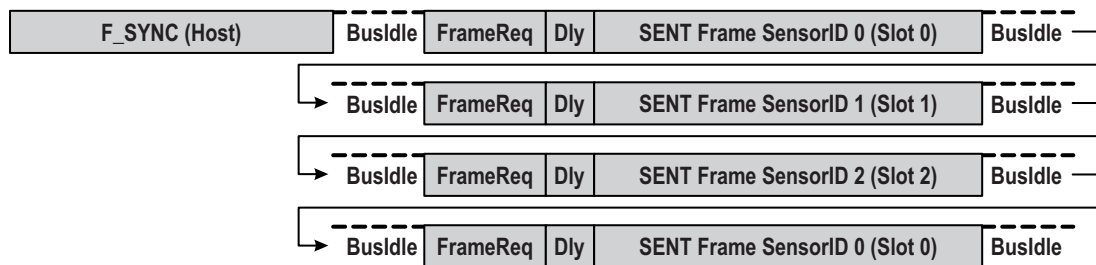 F_SYNC (Host) BusIdle FrameReq Dly SENT Frame SensorID 0 (Slot 0) BusIdle
BusIdle FrameReq Dly SENT Frame SensorID 1 (Slot 1) BusIdle
BusIdle FrameReq Dly SENT Frame SensorID 2 (Slot 2) BusIdle
BusIdle FrameReq Dly SENT Frame SensorID 0 (Slot 0) BusIdle